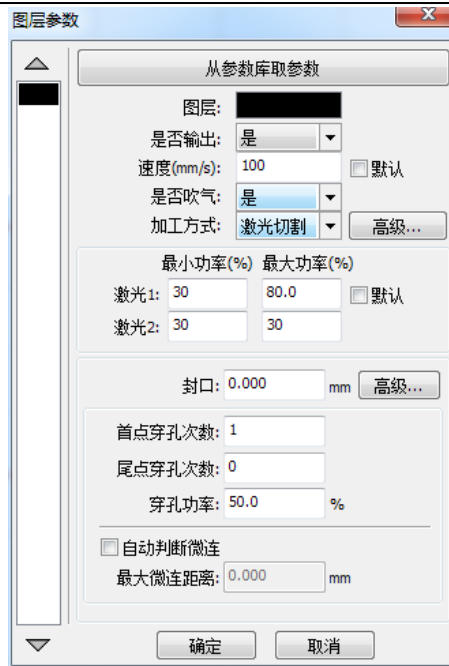 图层参数
从参数库取参数
图层:
是否输出: 是
速度(mm/s): 100 默认
是否吹气: 是
加工方式: 激光切割 高级...
最小功率(%) 最大功率(%)
激光1: 30 80.0 默认
激光2: 30 30
封口: 0.000 mm 高级...
首点穿孔次数: 1
尾点穿孔次数: 0
穿孔功率: 50.0 %
自动判断微连
最大微连距离: 0.000 mm
确定 取消